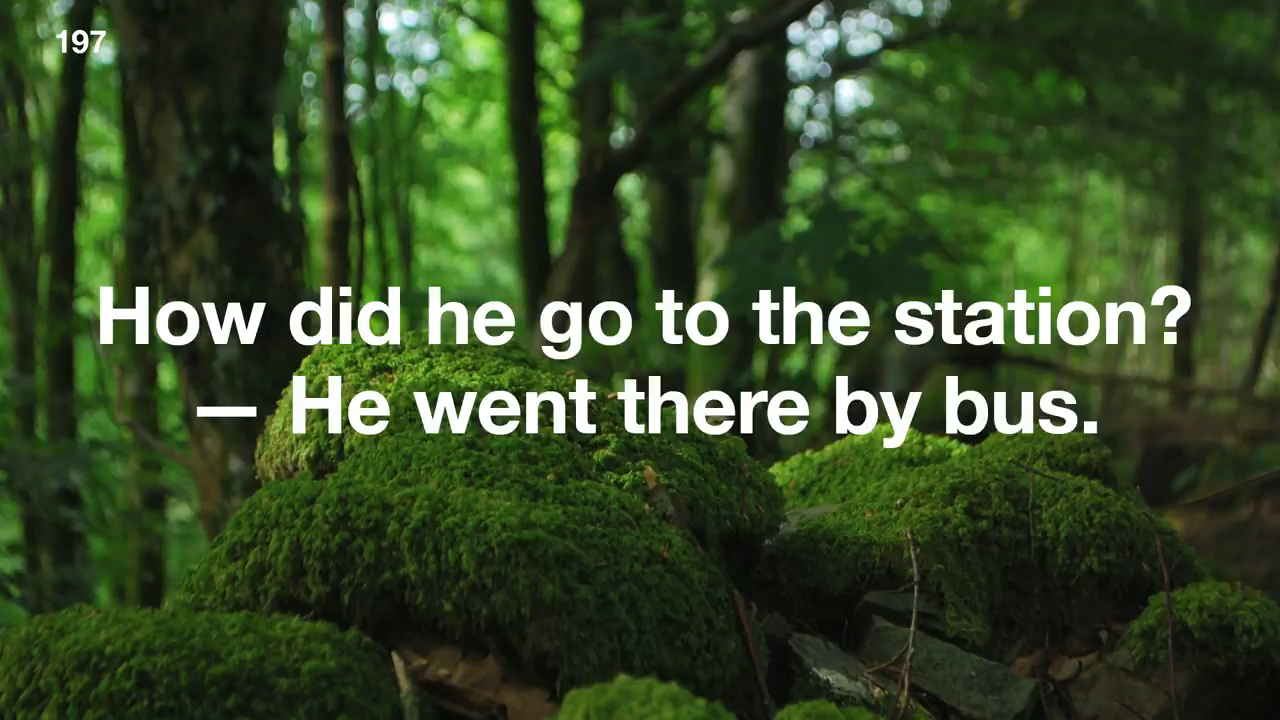 197
How did he go to the station?
— He went there by bus.